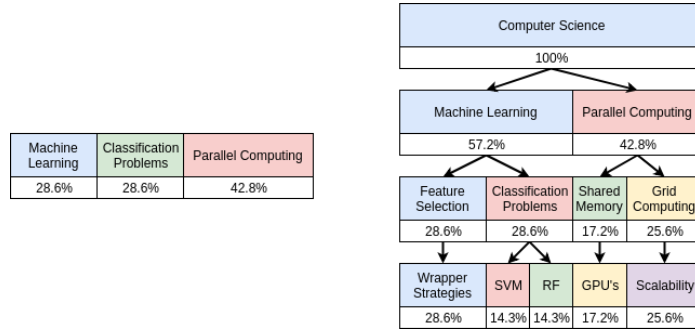 Computer Science
100%
Machine Learning
Parallel Computing
57.2%
42.8%
Machine
Learning
Classification
Problems
Parallel Computing
28.6%
28.6%
42.8%
Feature
Selection
Classification
Problems
Shared
Memory
Grid
Computing
28.6%
28.6%
17.2%
25.6%
Wrapper
Strategies
SVM
RF
GPU's
Scalability
28.6%
14.3%
14.3%
17.2%
25.6%